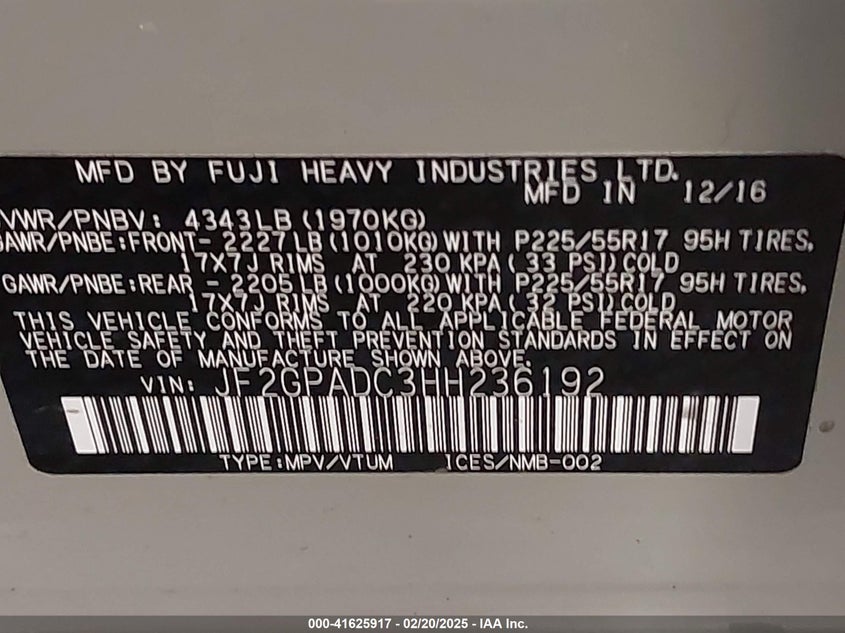 MFD BY FUJI HEAVY INDUSTRIES LTD.
MFD IN 12/16
VWR/PNBV: 4343LB (1970KG)
GAWR/PNBE:FRONT- 2227LB (1010KG) WITH P225/55R17 95H TIRES,
17X7J RIMS AT 230 KPA ( 33 PSI) COLD
GAWR/PNBE:REAR - 2205LB (1000KG) WITH P225/55R17 95H TIRES,
17X7J RIMS AT 220 KPA ( 32 PSI) COLD
THIS VEHICLE CONFORMS TO ALL APPLICABLE FEDERAL MOTOR
VEHICLE SAFETY AND THEFT PREVENTION STANDARDS IN EFFECT ON
THE DATE OF MANUFACTURE SHOWN ABOVE.
VIN: JF2GPADC3HH236192
TYPE:MPV/VTUM ICES/NMB-002
000-41625917 - 02/20/2025 - IAA Inc.